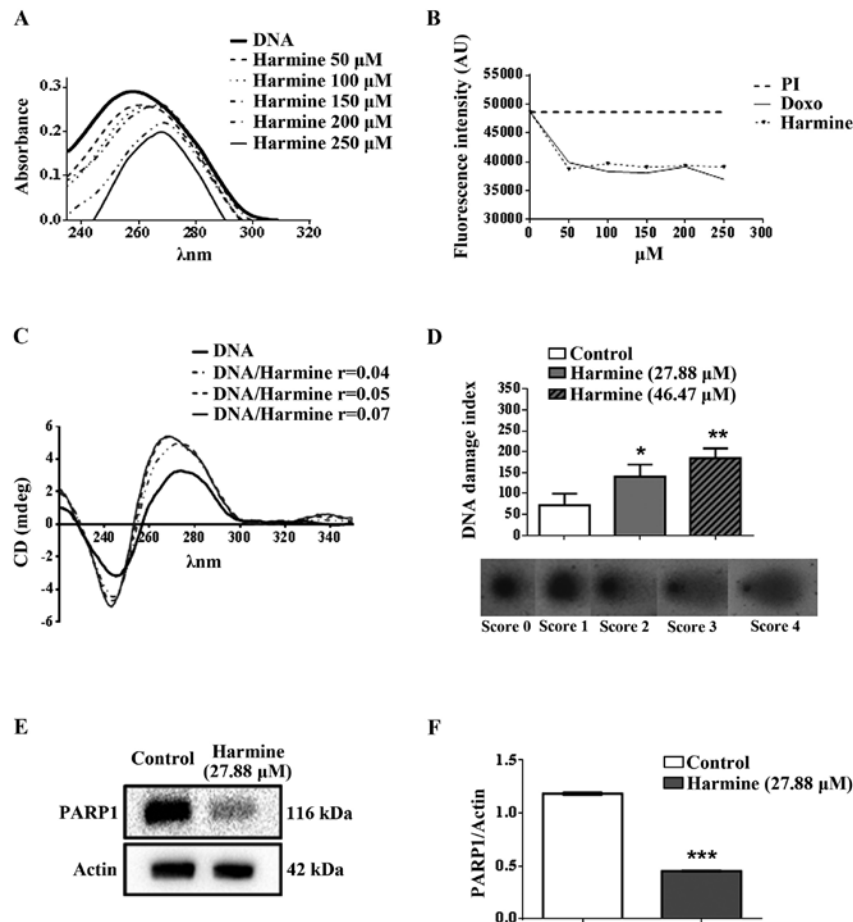 A
DNA
Harmine 50 μM
Harmine 100 μM
Harmine 150 μM
Harmine 200 μM
Harmine 250 μM
Absorbance
0.3
0.2
0.1
0.0
240 260 280 300 320
λnm
B
Fluorescence intensity (AU)
50000
45000
40000
35000
30000
0 50 100 150 200 250 300
μM
PI
Doxo
Harmine
C
DNA
DNA/Harmine r=0.04
DNA/Harmine r=0.05
DNA/Harmine r=0.07
CD (mdeg)
6
4
2
0
-2
-4
-6
240 260 280 300 320 340
λnm
D
Control
Harmine (27.88 μM)
Harmine (46.47 μM)
DNA damage index
350
300
250
200
150
100
50
0
*
**
Score 0 Score 1 Score 2 Score 3 Score 4
E
Control Harmine
(27.88 μM)
PARP1 116 kDa
Actin 42 kDa
F
Control
Harmine (27.88 μM)
PARP1/Actin
1.5
1.0
0.5
0.0
***